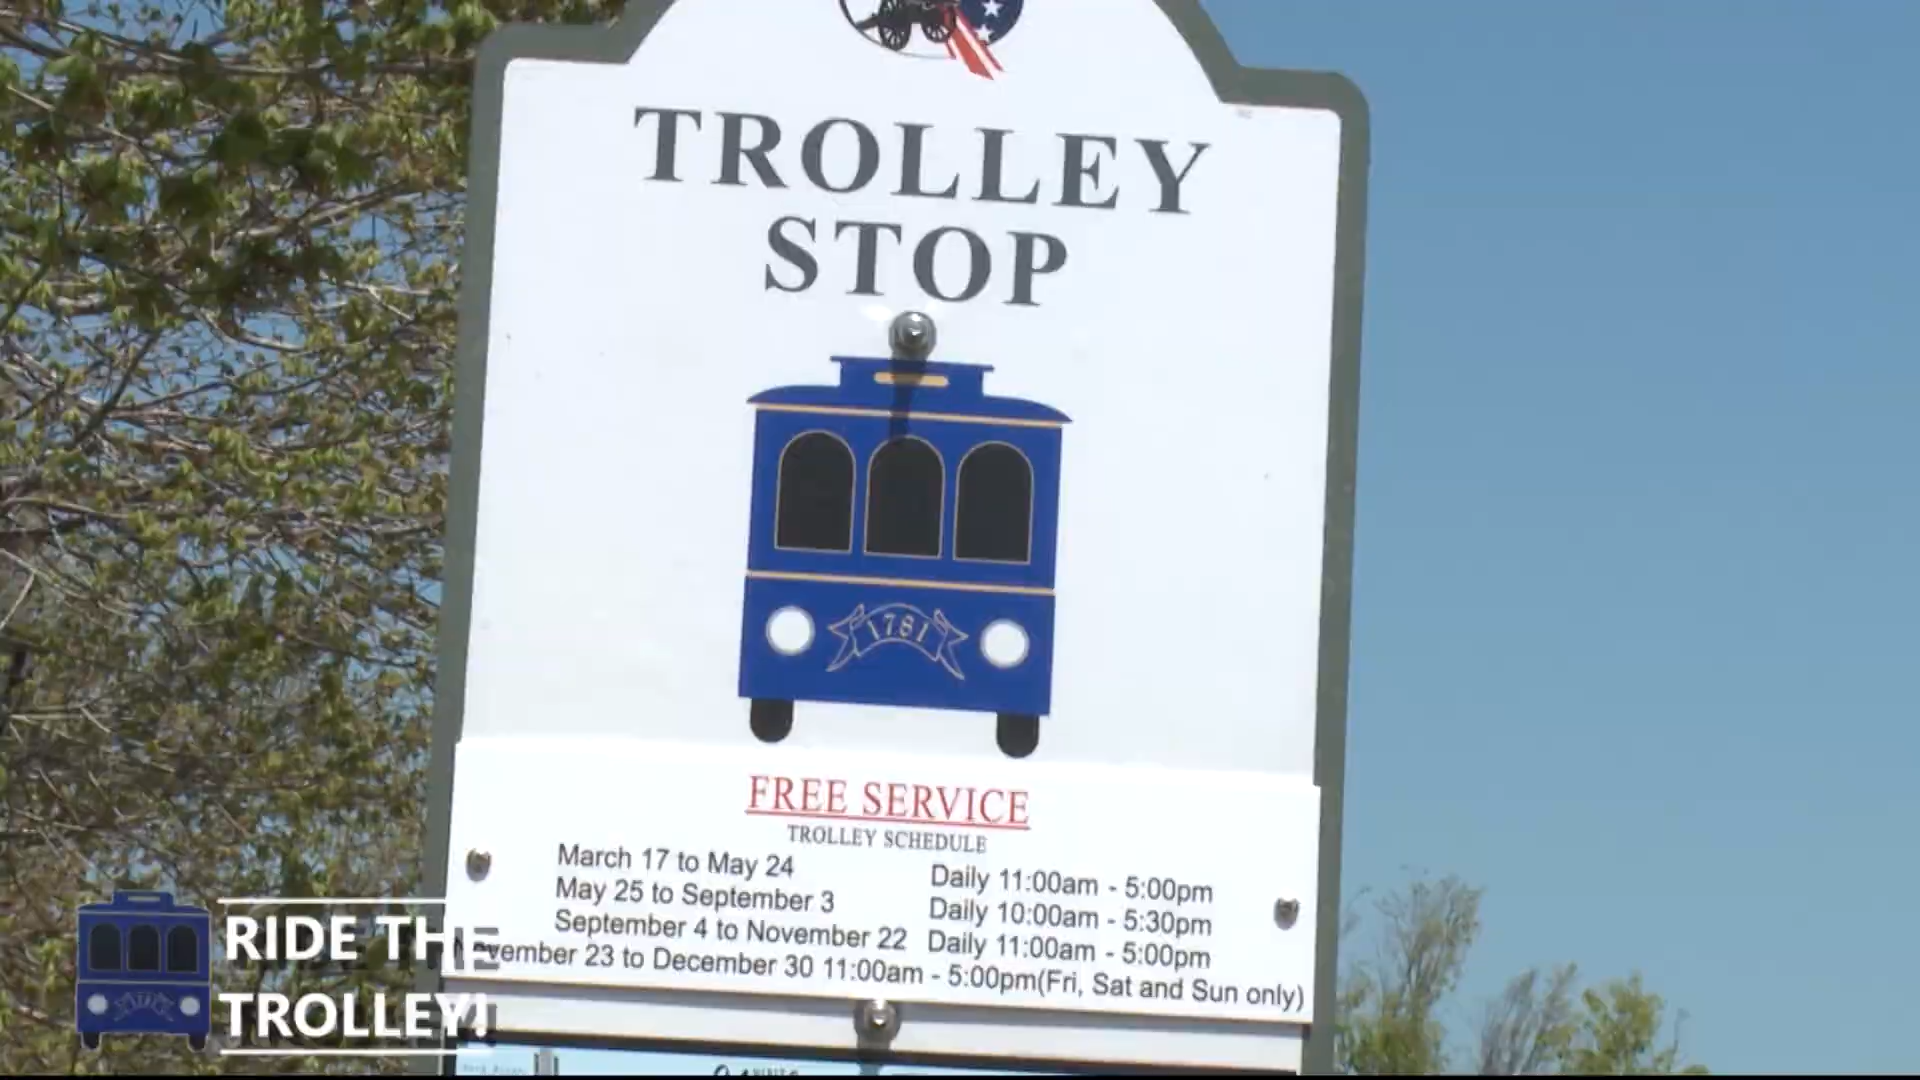 TROLLEY
STOP
1781
FREE SERVICE
TROLLEY SCHEDULE
March 17 to May 24 Daily 11:00am - 5:00pm
May 25 to September 3 Daily 10:00am - 5:30pm
September 4 to November 22 Daily 11:00am - 5:00pm
November 23 to December 30 11:00am - 5:00pm(Fri, Sat and Sun only)
RIDE THE
TROLLEY!